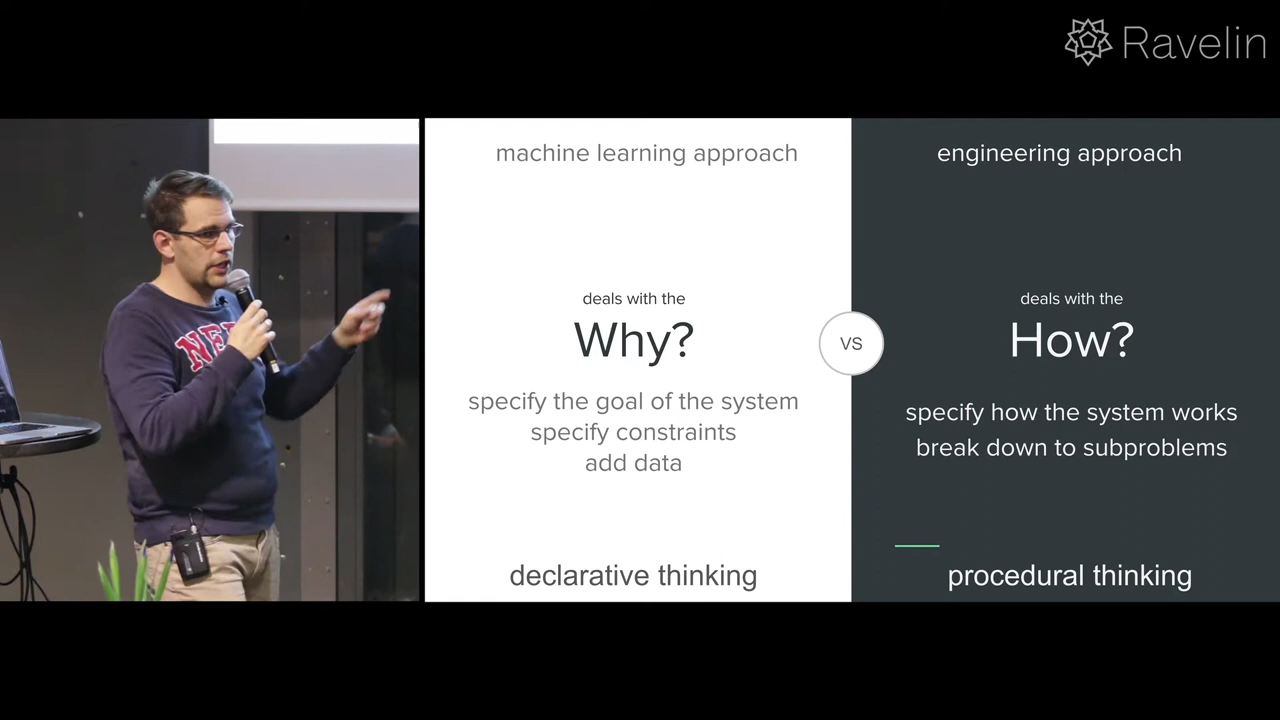 Ravelin
machine learning approach
deals with the
Why?
specify the goal of the system
specify constraints
add data
declarative thinking
VS
engineering approach
deals with the
How?
specify how the system works
break down to subproblems
procedural thinking